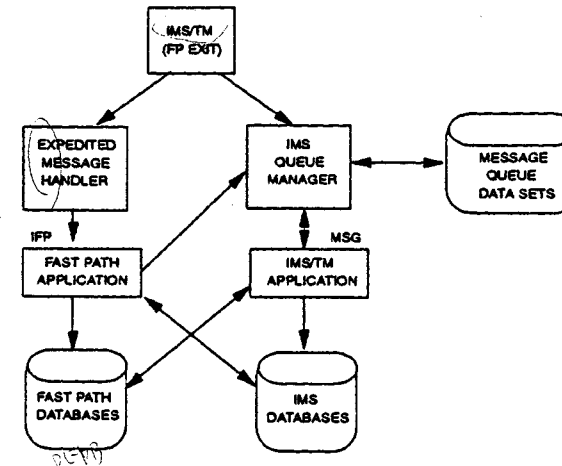 IMS/TM
(FP EXIT)
EXPEDITED
MESSAGE
HANDLER
IMS
QUEUE
MANAGER
MESSAGE
QUEUE
DATA SETS
IFP
MSG
FAST PATH
APPLICATION
IMS/TM
APPLICATION
FAST PATH
DATABASES
IMS
DATABASES